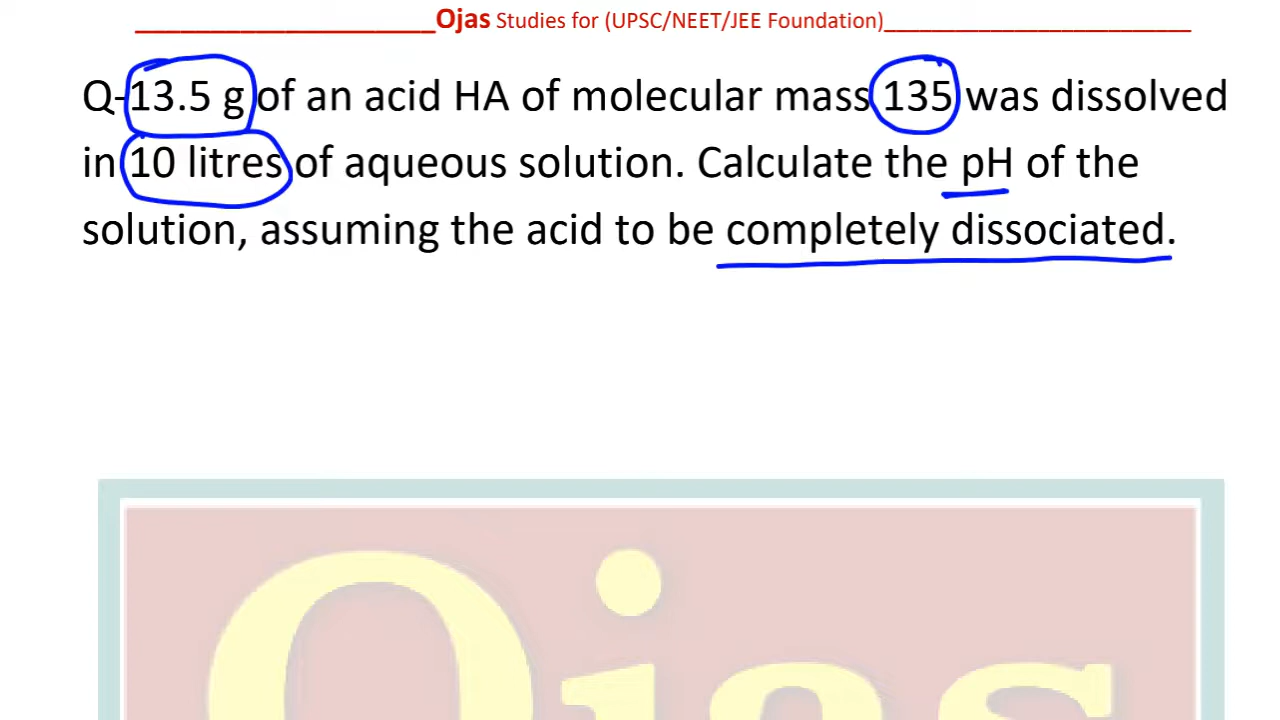 ____________________Ojas Studies for (UPSC/NEET/JEE Foundation)___________________________
Q-13.5 g of an acid HA of molecular mass 135 was dissolved
in 10 litres of aqueous solution. Calculate the pH of the
solution, assuming the acid to be completely dissociated.
Ojas